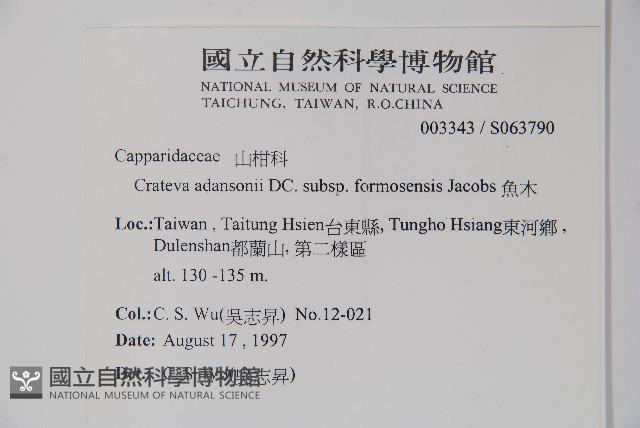 國立自然科學博物館
NATIONAL MUSEUM OF NATURAL SCIENCE
TAICHUNG, TAIWAN, R.O.CHINA
003343 / S063790
Capparidaceae 山柑科
Crateva adansonii DC. subsp. formosensis Jacobs 魚木
Loc.:Taiwan , Taitung Hsien台東縣, Tungho Hsiang東河鄉 ,
Dulenshan都蘭山, 第二樣區
alt. 130 -135 m.
Col.: C. S. Wu(吳志昇) No.12-021
Date: August 17 , 1997
志昇)
國立自然科學博物館
NATIONAL MUSEUM OF NATURAL SCIENCE